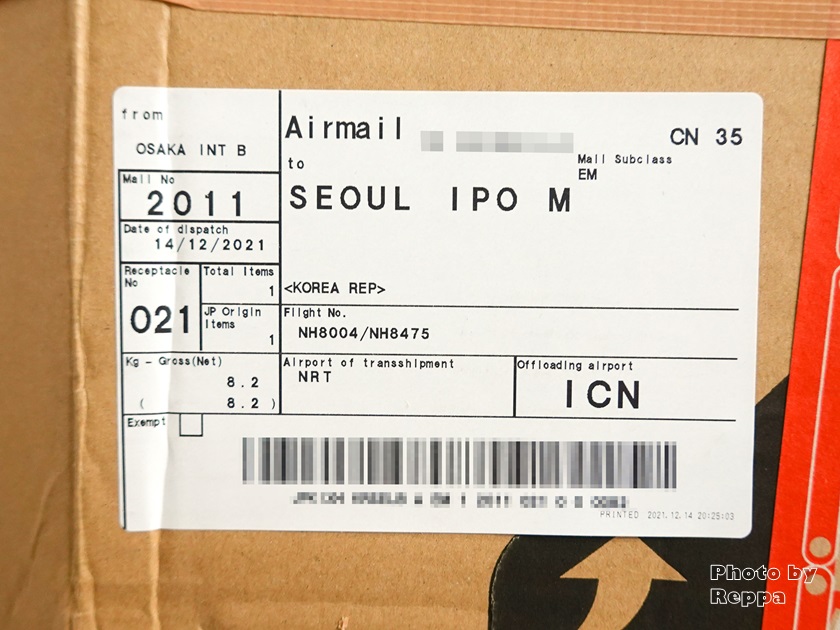 from
OSAKA INT B
Airmail
CN 35
to
Mail Subclass
EM
SEOUL IPO M
<KOREA REP>
Mail No
2011
Date of dispatch
14/12/2021
Receptacle
No
021
Total Items
1
JP Origin
Items
1
Flight No.
NH8004/NH8475
Kg - Gross(Net)
8.2
( 8.2 )
Airport of transshipment
NRT
Offloading airport
ICN
Exempt
PRINTED 2021.12.14 20:25:03
Photo by
Reppa